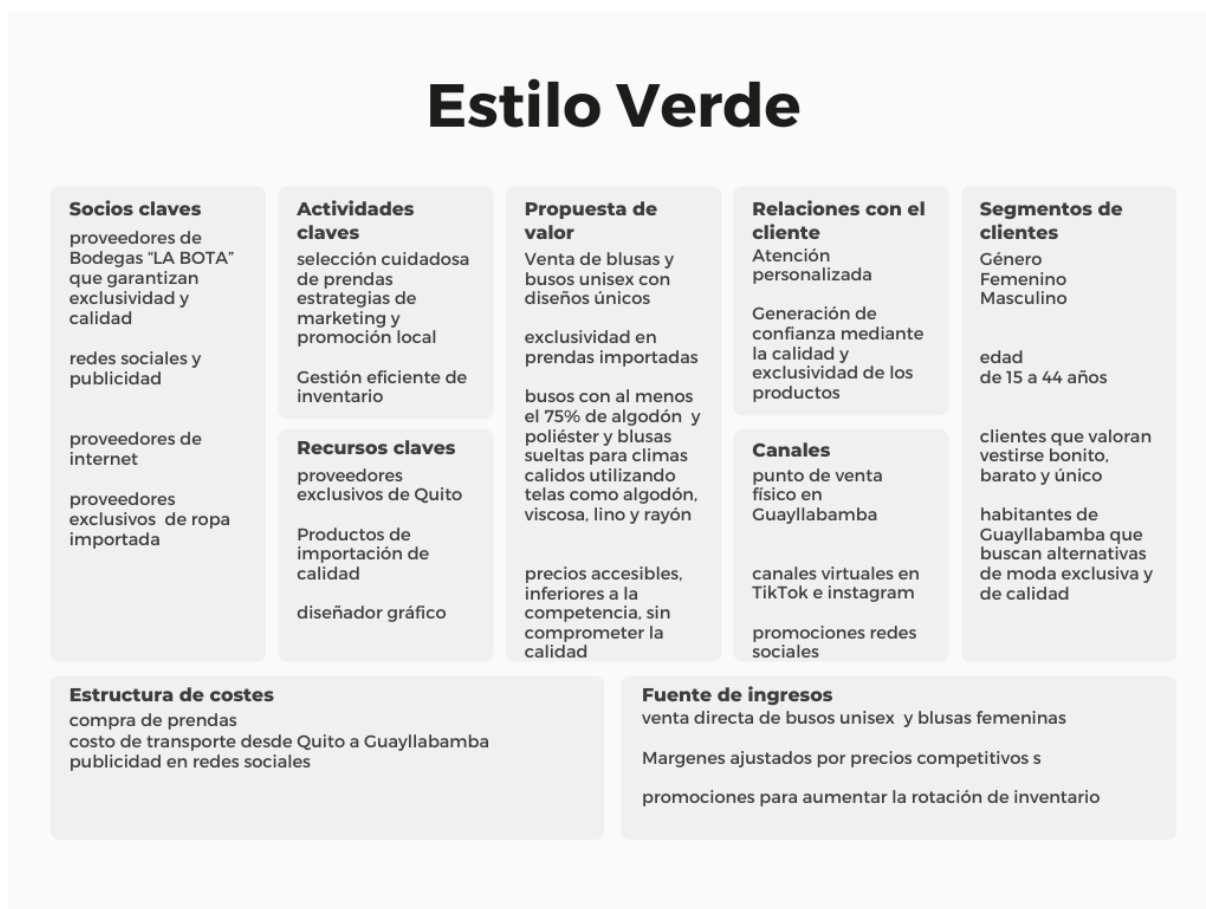 Estilo Verde
Socios claves
proveedores de
Bodegas “LA BOTA”
que garantizan
exclusividad y
calidad
redes sociales y
publicidad
proveedores de
internet
proveedores
exclusivos  de ropa
importada
Actividades
claves
selección cuidadosa
de prendas
estrategias de
marketing y
promoción local
Gestión eficiente de
inventario
Recursos claves
proveedores
exclusivos de Quito
Productos de
importación de
calidad
diseñador gráfico
Propuesta de
valor
Venta de blusas y
busos unisex con
diseños únicos
exclusividad en
prendas importadas
busos con al menos
el 75% de algodón  y
poliéster y blusas
sueltas para climas
calidos utilizando
telas como algodón,
viscosa, lino y rayón
precios accesibles,
inferiores a la
competencia, sin
comprometer la
calidad
Relaciones con el
cliente
Atención
personalizada
Generación de
confianza mediante
la calidad y
exclusividad de los
productos
Canales
punto de venta
físico en
Guayllabamba
canales virtuales en
TikTok e instagram
promociones redes
sociales
Segmentos de
clientes
Género
Femenino
Masculino
edad
de 15 a 44 años
clientes que valoran
vestirse bonito,
barato y único
habitantes de
Guayllabamba que
buscan alternativas
de moda exclusiva y
de calidad
Estructura de costes
compra de prendas
costo de transporte desde Quito a Guayllabamba
publicidad en redes sociales
Fuente de ingresos
venta directa de busos unisex  y blusas femeninas
Margenes ajustados por precios competitivos s
promociones para aumentar la rotación de inventario